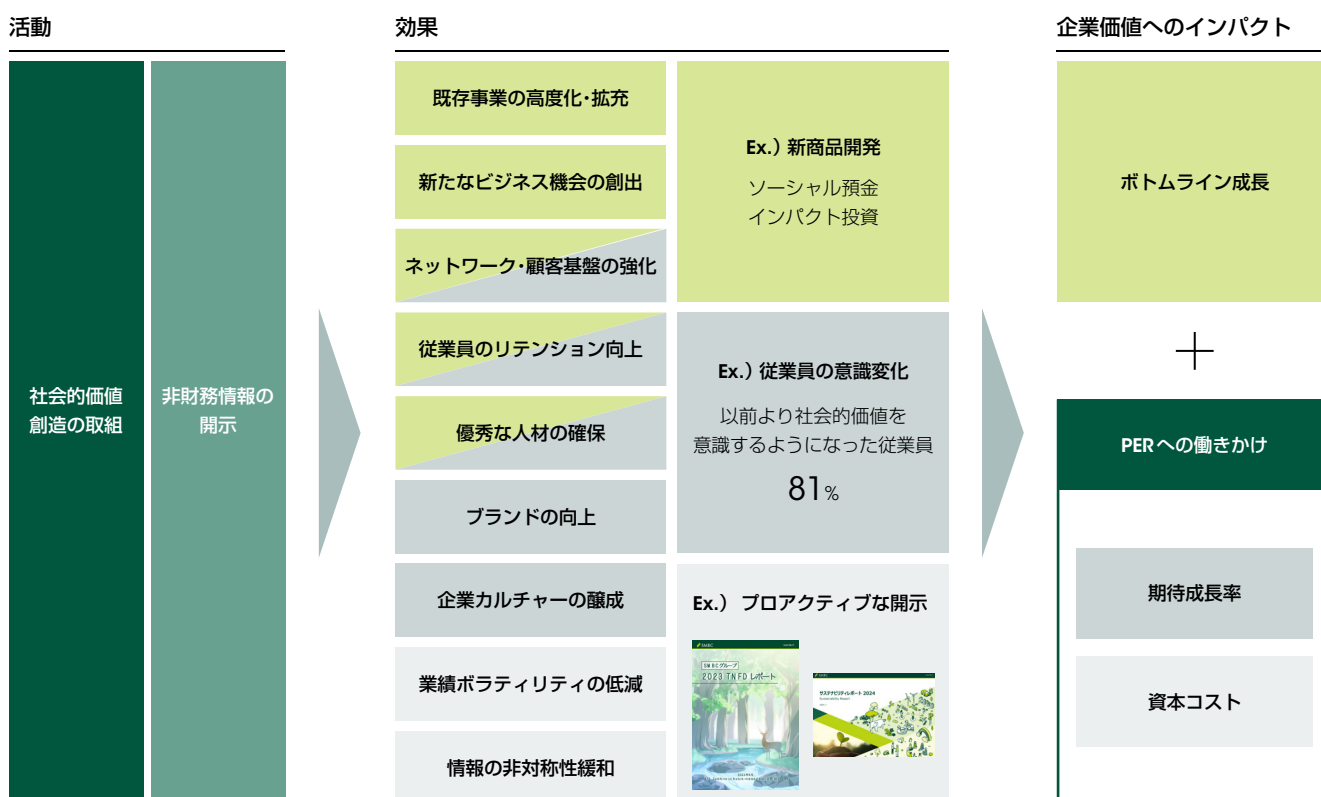 活動
社会的価値
創造の取組
非財務情報の
開示
効果
既存事業の高度化・拡充
新たなビジネス機会の創出
ネットワーク・顧客基盤の強化
従業員のリテンション向上
優秀な人材の確保
ブランドの向上
企業カルチャーの醸成
業績ボラティリティの低減
情報の非対称性緩和
Ex.）新商品開発
ソーシャル預金
インパクト投資
Ex.）従業員の意識変化
以前より社会的価値を
意識するようになった従業員
81%
Ex.） プロアクティブな開示
SMBC
SMBCグループ
2023 TNFD レポート
サステナビリティレポート 2024
Sustainability Report
企業価値へのインパクト
ボトムライン成長
＋
PERへの働きかけ
期待成長率
資本コスト